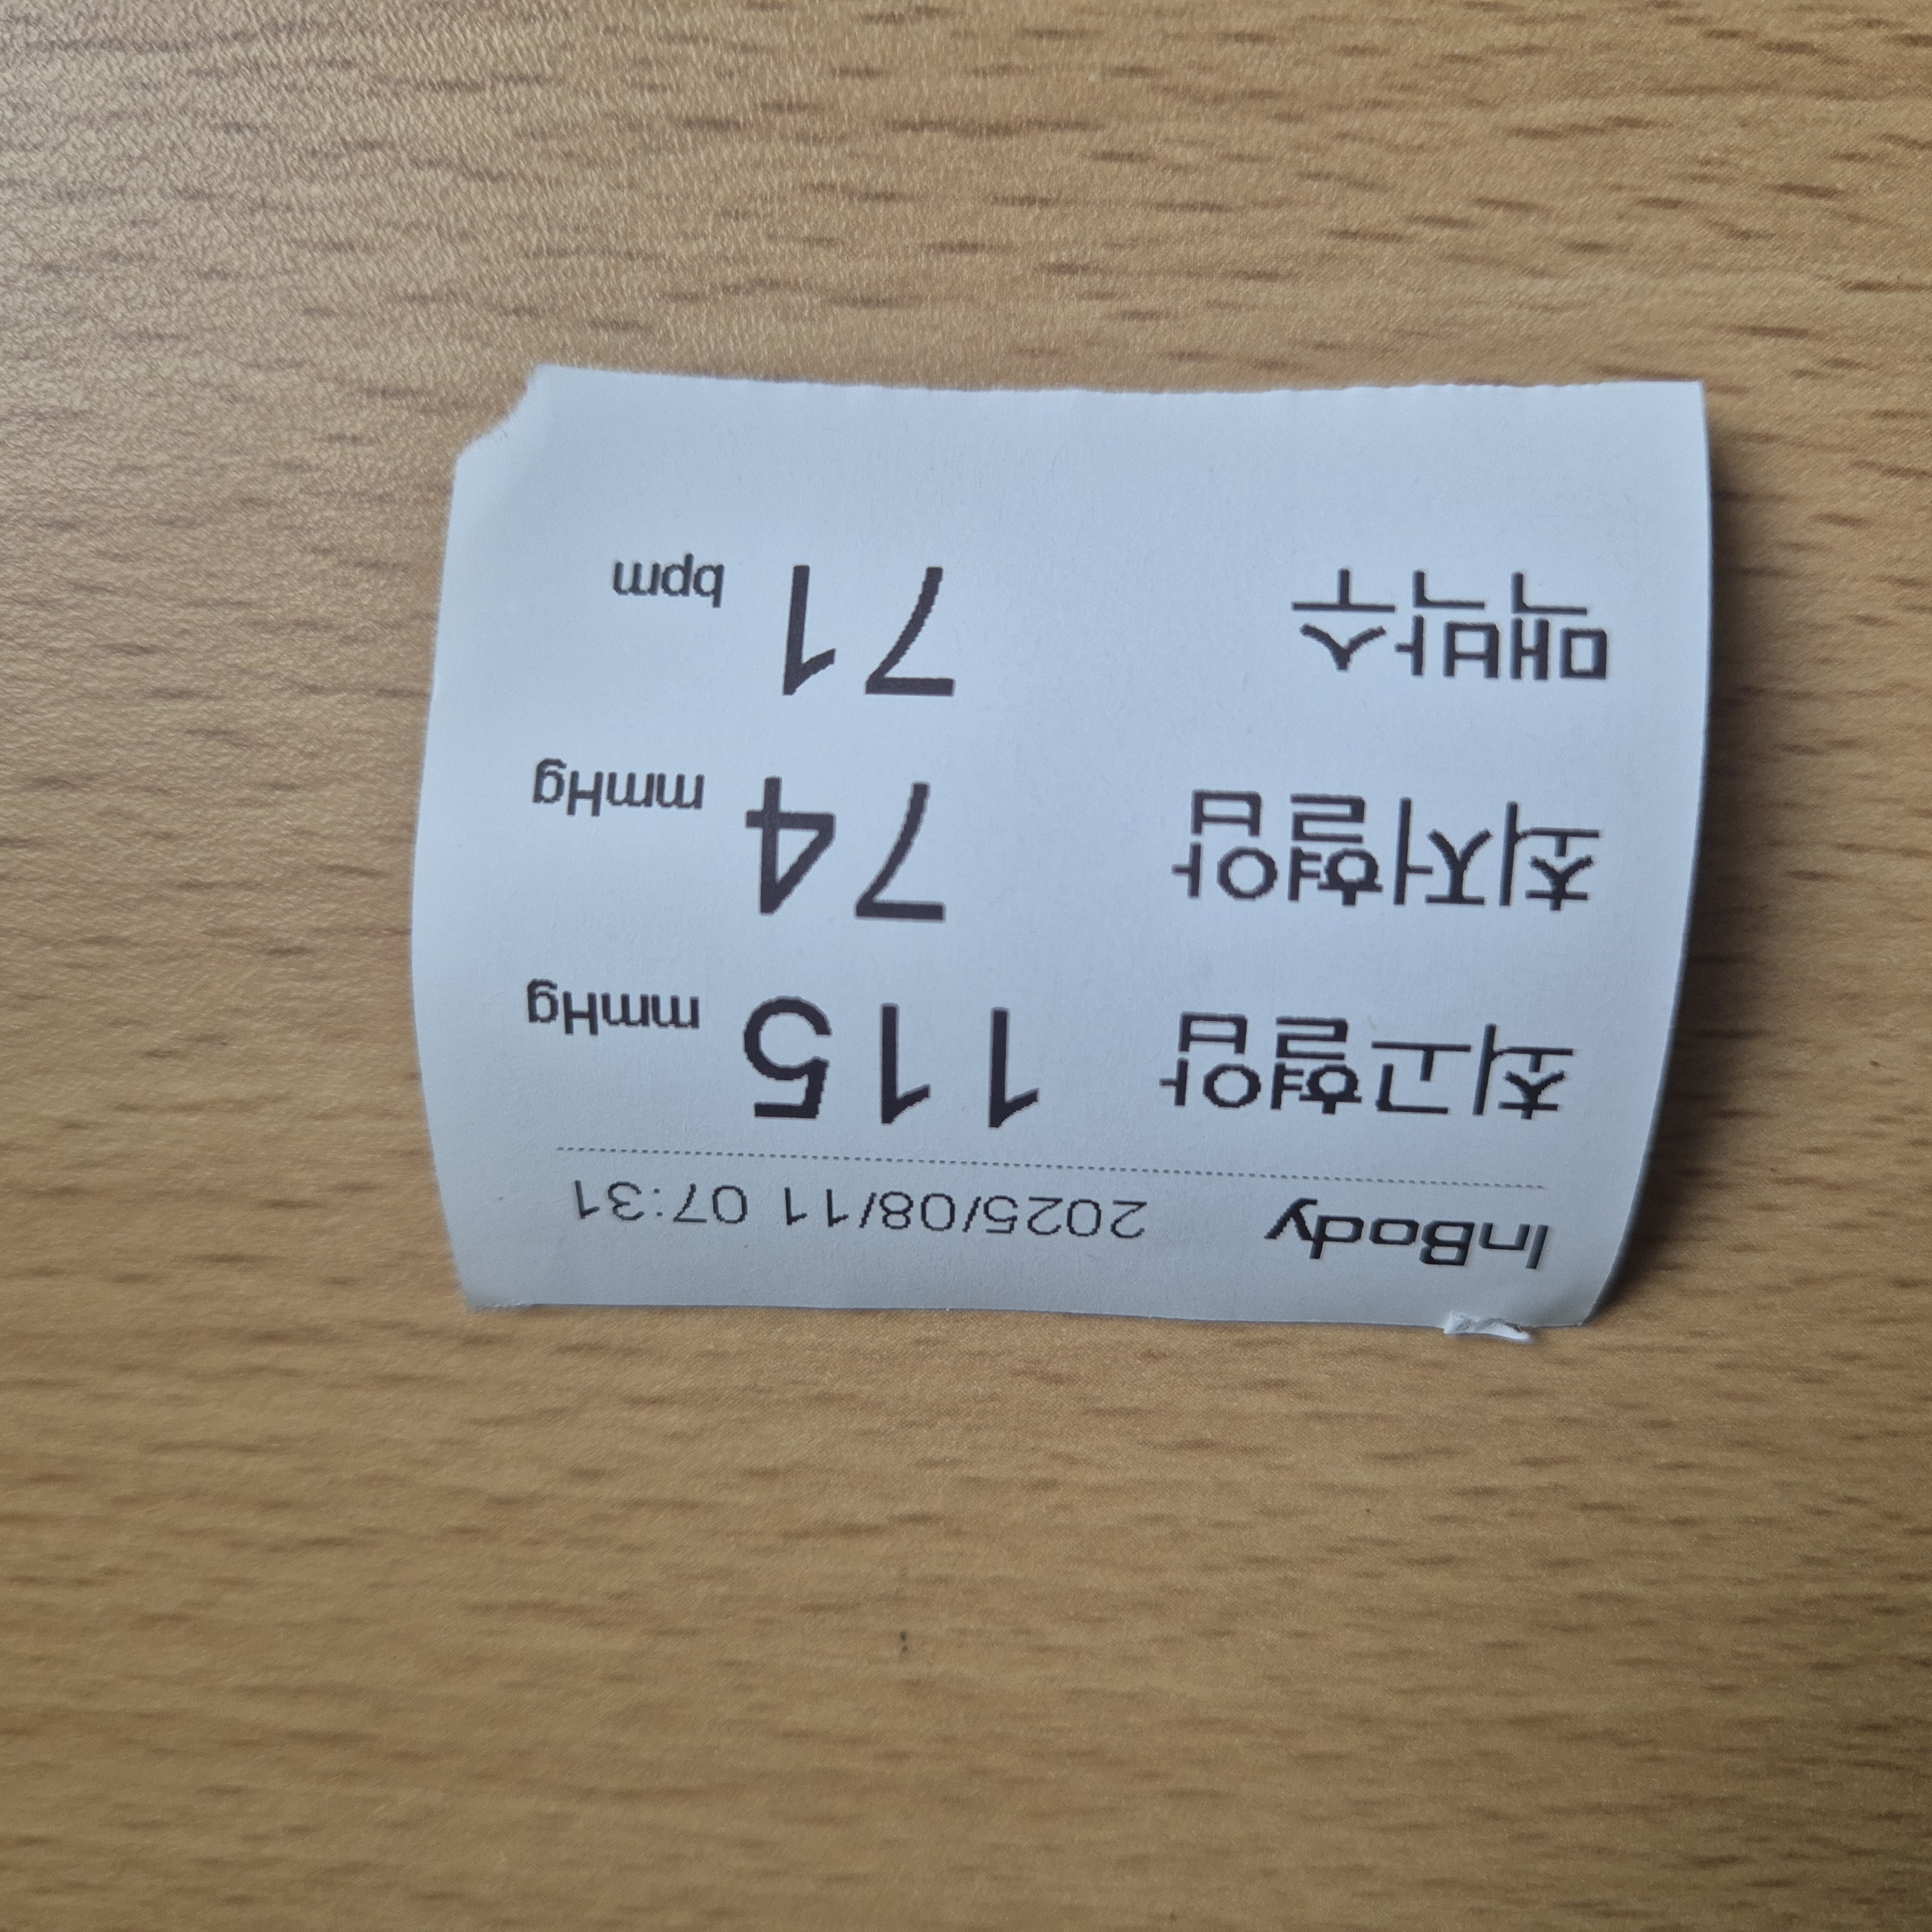 InBody 2025/08/11 07:31
최고혈압 115 mmHg
최저혈압 74 mmHg
맥박수 71 bpm